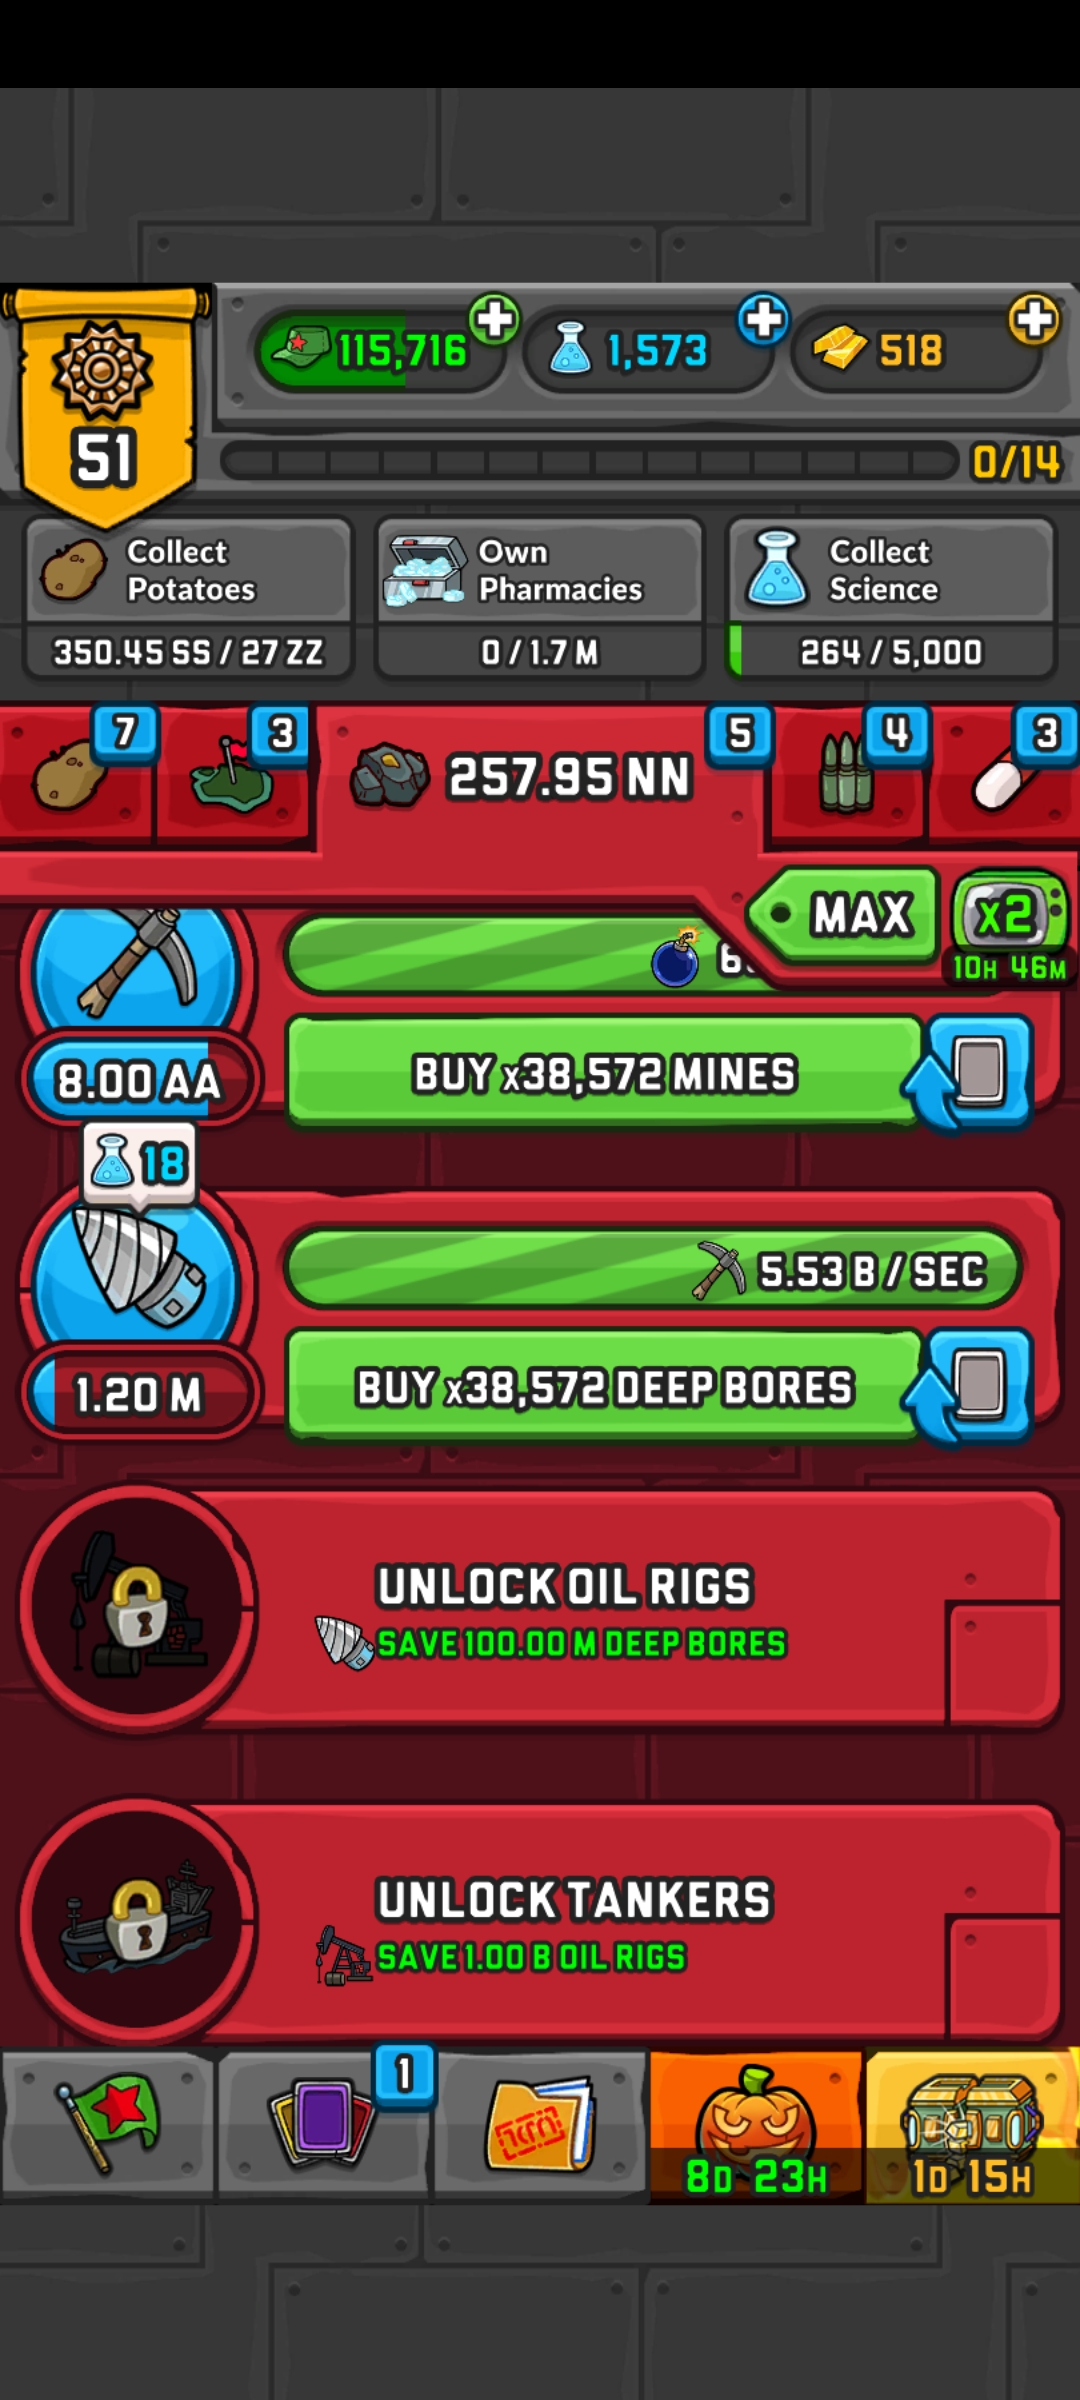 115,716
1,573
518
51
0/14
Collect
Potatoes
350.45 SS / 27 ZZ
Own
Pharmacies
0 / 1.7 M
Collect
Science
264 / 5,000
7
3
257.95 NN
5
4
3
MAX
x2
10H 46M
8.00 AA
BUY x38,572 MINES
18
5.53 B / SEC
1.20 M
BUY x38,572 DEEP BORES
UNLOCK OIL RIGS
SAVE 100.00 M DEEP BORES
UNLOCK TANKERS
SAVE 1.00 B OIL RIGS
1
8D 23H
1D 15H